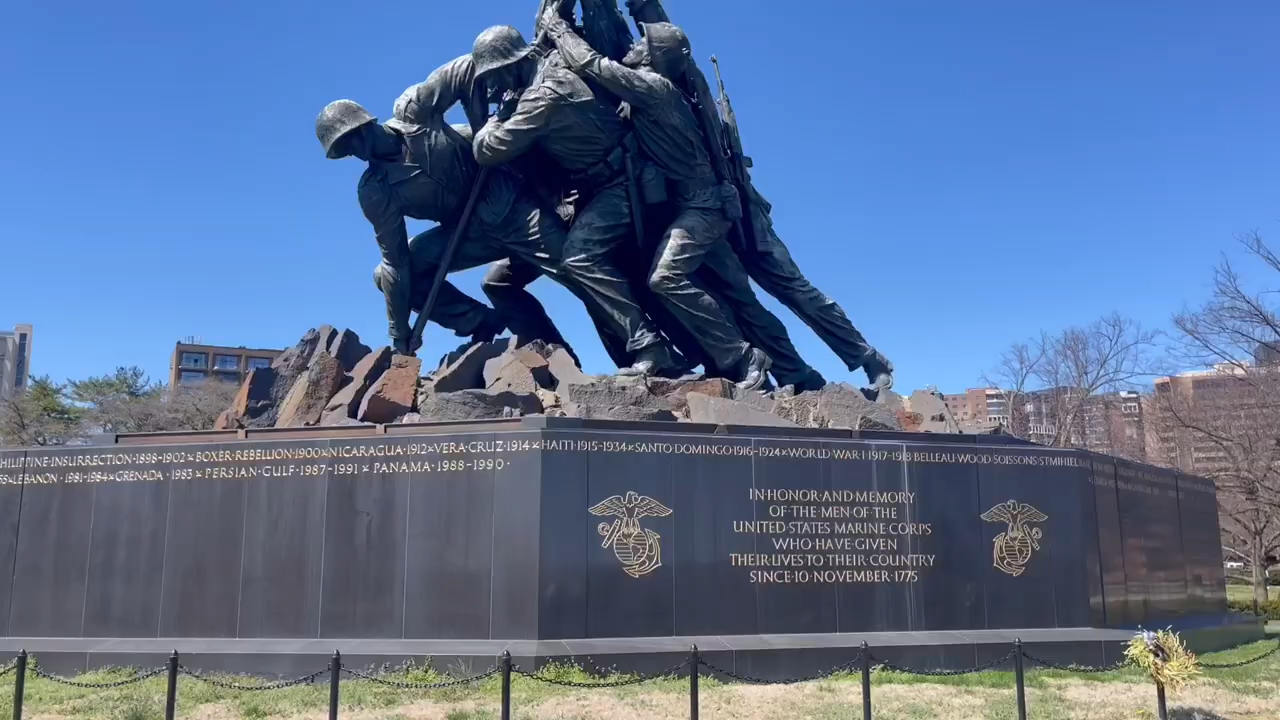 PHILIPPINE·INSURRECTION·1898-1902★BOXER·REBELLION·1900★NICARAGUA·1912★VERA·CRUZ·1914★HAITI·1915-1934★SANTO·DOMINGO·1916-1924★WORLD·WAR·I·1917-1918·BELLEAU·WOOD·SOISSONS·ST·MIHIEL
LEBANON·1981-1984★GRENADA·1983★PERSIAN·GULF·1987-1991★PANAMA·1988-1990·
IN·HONOR·AND·MEMORY
OF·THE·MEN·OF·THE
UNITED·STATES·MARINE·CORPS
WHO·HAVE·GIVEN
THEIR·LIVES·TO·THEIR·COUNTRY
SINCE·10·NOVEMBER·1775